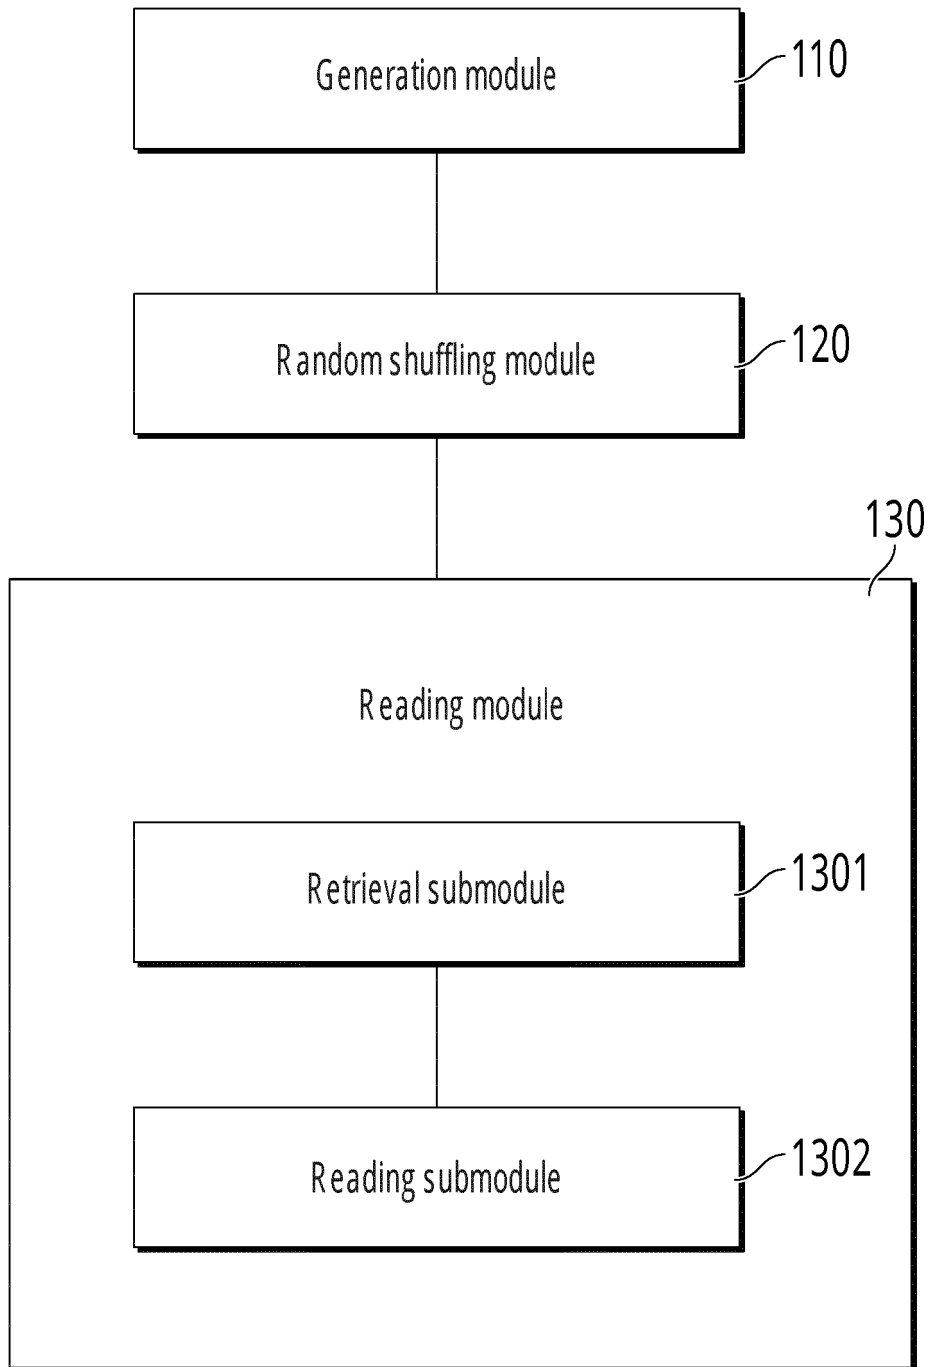 Generation module
110
Random shuffling module
120
130
Reading module
Retrieval submodule
1301
Reading submodule
1302